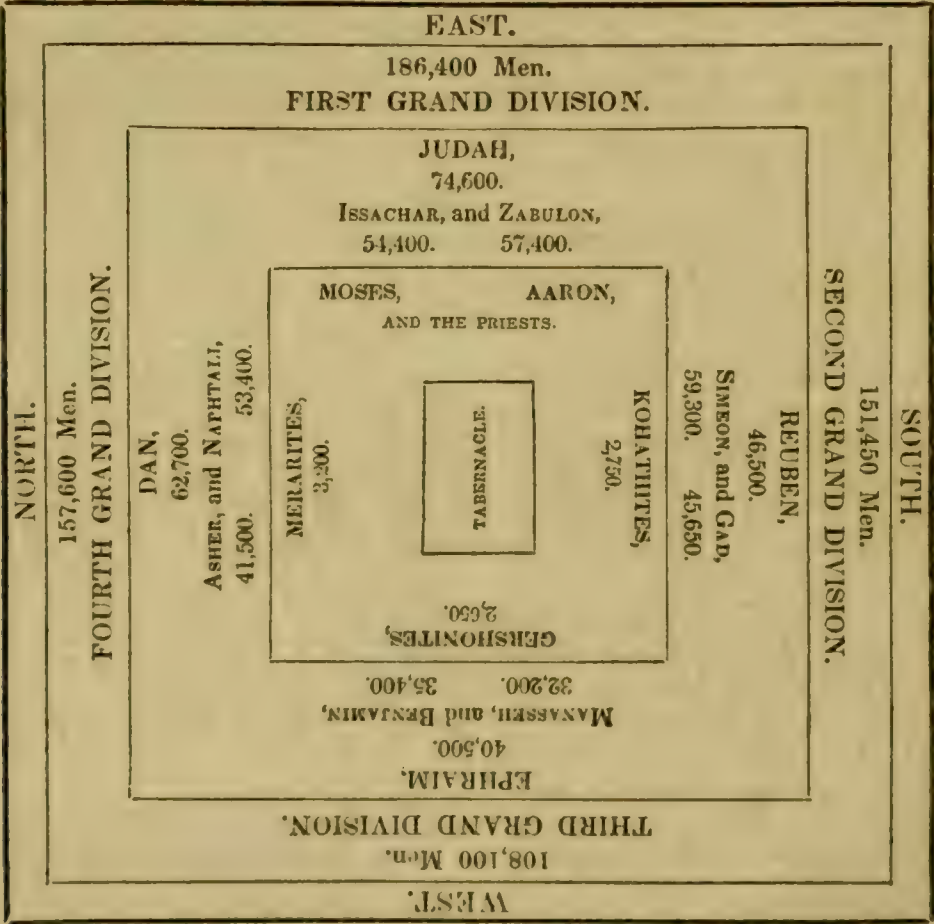 EAST.
186,400 Men.
FIRST GRAND DIVISION.
JUDAH,
74,600.
ISSACHAR, and ZABULON,
54,400. 57,400.
MOSES, AARON,
AND THE PRIESTS.
TABERNACLE.
KOHATHITES,
2,750.
GERSHONITES,
2,650.
MERARITES,
3,200.
SOUTH.
151,450 Men.
SECOND GRAND DIVISION.
REUBEN,
46,500.
SIMEON, and GAD,
59,300. 45,650.
WEST.
108,100 Men.
THIRD GRAND DIVISION.
EPHRAIM,
40,500.
MANASSEH, and BENJAMIN,
32,200. 35,400.
NORTH.
157,600 Men.
FOURTH GRAND DIVISION.
DAN,
62,700.
ASHER, and NAPHTALI,
41,500. 53,400.